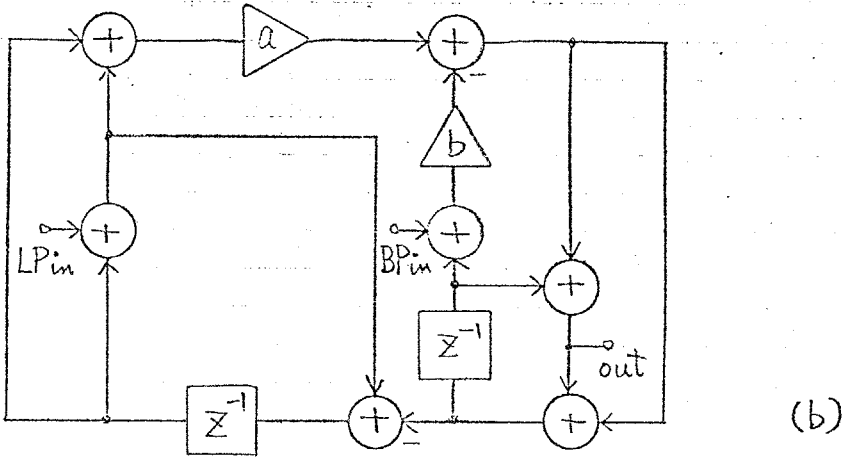 +
a
+
-
b
LPin
+
BPin
+
+
z⁻¹
out
z⁻¹
+
-
+
(b)